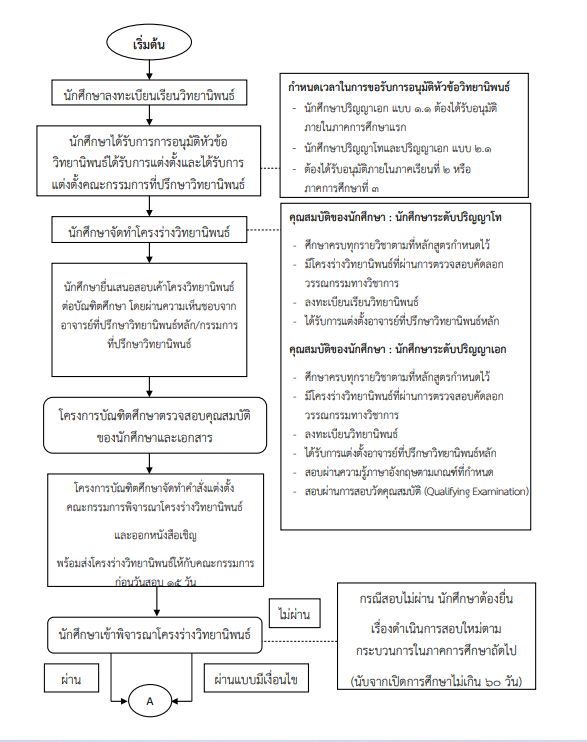 เริ่มต้น
นักศึกษาลงทะเบียนเรียนวิทยานิพนธ์
นักศึกษาได้รับการการอนุมัติหัวข้อ
วิทยานิพนธ์ได้รับการแต่งตั้งและได้รับการ
แต่งตั้งคณะกรรมการที่ปรึกษาวิทยานิพนธ์
กำหนดเวลาในการขอรับการอนุมัติหัวข้อวิทยานิพนธ์
- นักศึกษาปริญญาเอก แบบ ๑.๑ ต้องได้รับอนุมัติ
ภายในภาคการศึกษาแรก
- นักศึกษาปริญญาโทและปริญญาเอก แบบ ๒.๑
- ต้องได้รับอนุมัติภายในภาคเรียนที่ ๒ หรือ
ภาคการศึกษาที่ ๓
นักศึกษาจัดทำโครงร่างวิทยานิพนธ์
คุณสมบัติของนักศึกษา : นักศึกษาระดับปริญญาโท
- ศึกษาครบทุกรายวิชาตามที่หลักสูตรกำหนดไว้
- มีโครงร่างวิทยานิพนธ์ที่ผ่านการตรวจสอบคัดลอก
วรรณกรรมทางวิชาการ
- ลงทะเบียนเรียนวิทยานิพนธ์
- ได้รับการแต่งตั้งอาจารย์ที่ปรึกษาวิทยานิพนธ์หลัก
คุณสมบัติของนักศึกษา : นักศึกษาระดับปริญญาเอก
- ศึกษาครบทุกรายวิชาตามที่หลักสูตรกำหนดไว้
- มีโครงร่างวิทยานิพนธ์ที่ผ่านการตรวจสอบคัดลอก
วรรณกรรมทางวิชาการ
- ลงทะเบียนวิทยานิพนธ์
- ได้รับการแต่งตั้งอาจารย์ที่ปรึกษาวิทยานิพนธ์หลัก
- สอบผ่านความรู้ภาษาอังกฤษตามเกณฑ์ที่กำหนด
- สอบผ่านการสอบวัดคุณสมบัติ (Qualifying Examination)
นักศึกษายื่นเสนอสอบเค้าโครงวิทยานิพนธ์
ต่อบัณฑิตศึกษา โดยผ่านความเห็นชอบจาก
อาจารย์ที่ปรึกษาวิทยานิพนธ์หลัก/กรรมการ
ที่ปรึกษาวิทยานิพนธ์
โครงการบัณฑิตศึกษาตรวจสอบคุณสมบัติ
ของนักศึกษาและเอกสาร
โครงการบัณฑิตศึกษาจัดทำคำสั่งแต่งตั้ง
คณะกรรมการพิจารณาโครงร่างวิทยานิพนธ์
และออกหนังสือเชิญ
พร้อมส่งโครงร่างวิทยานิพนธ์ให้กับคณะกรรมการ
ก่อนวันสอบ ๑๕ วัน
นักศึกษาเข้าพิจารณาโครงร่างวิทยานิพนธ์
ไม่ผ่าน
กรณีสอบไม่ผ่าน นักศึกษาต้องยื่น
เรื่องดำเนินการสอบใหม่ตาม
กระบวนการในภาคการศึกษาถัดไป
(นับจากเปิดการศึกษาไม่เกิน ๖๐ วัน)
ผ่าน
ผ่านแบบมีเงื่อนไข
A